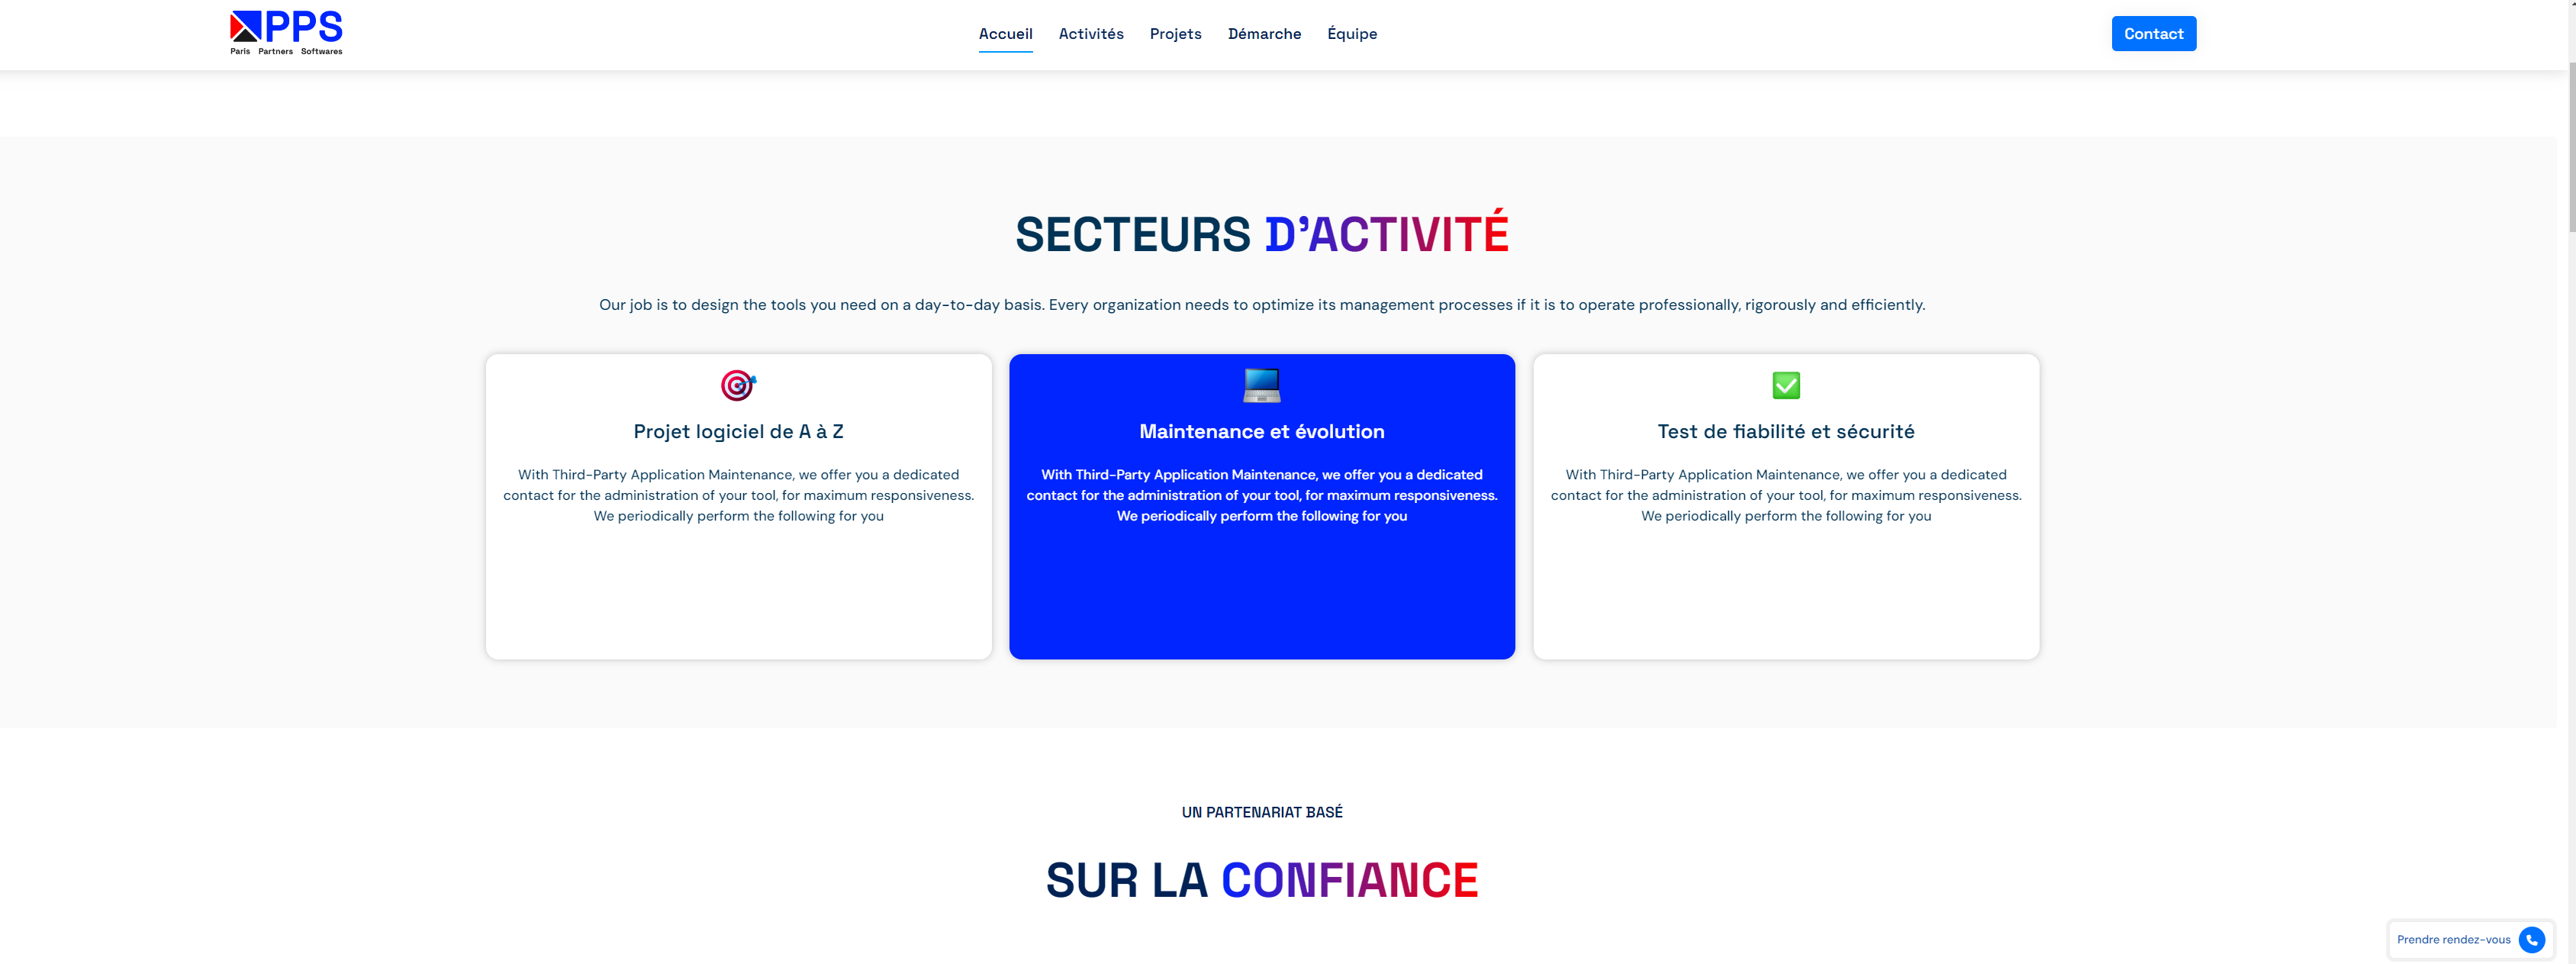 PPS
Paris Partners Softwares
Accueil
Activités
Projets
Démarche
Équipe
Contact
SECTEURS D'ACTIVITÉ
Our job is to design the tools you need on a day-to-day basis. Every organization needs to optimize its management processes if it is to operate professionally, rigorously and efficiently.
Projet logiciel de A à Z
With Third-Party Application Maintenance, we offer you a dedicated
contact for the administration of your tool, for maximum responsiveness.
We periodically perform the following for you
Maintenance et évolution
With Third-Party Application Maintenance, we offer you a dedicated
contact for the administration of your tool, for maximum responsiveness.
We periodically perform the following for you
Test de fiabilité et sécurité
With Third-Party Application Maintenance, we offer you a dedicated
contact for the administration of your tool, for maximum responsiveness.
We periodically perform the following for you
UN PARTENARIAT BASÉ
SUR LA CONFIANCE
Prendre rendez-vous